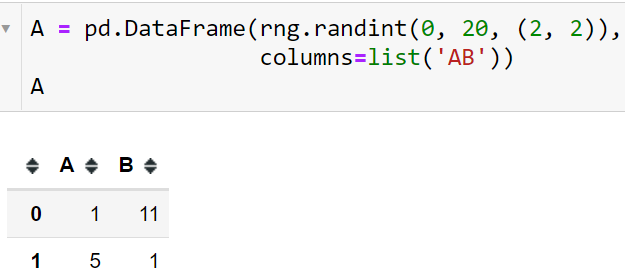 A = pd.DataFrame(rng.randint(0, 20, (2, 2)),
                 columns=list('AB'))
A
A B
0 1 11
1 5 1